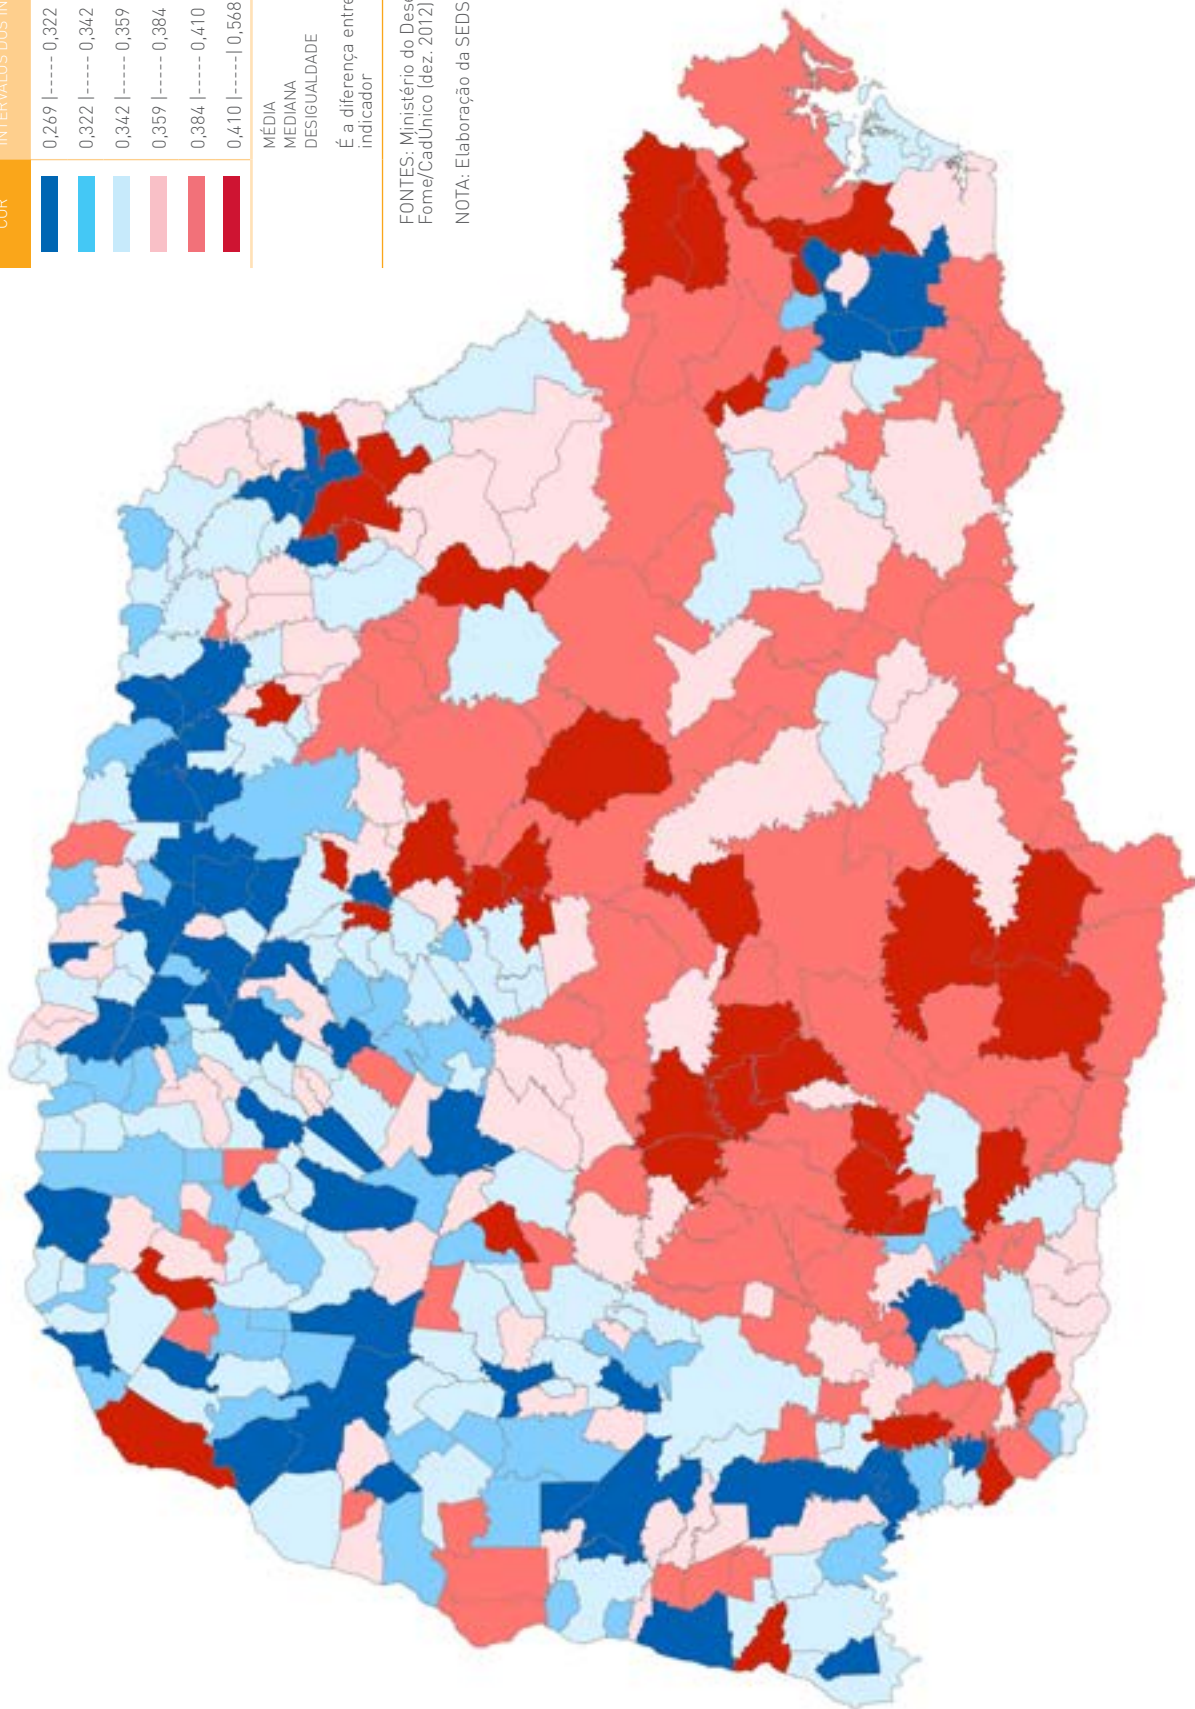 COR
INTERVALOS DOS
0,269 |----- 0,322
0,322 |----- 0,342
0,342 |----- 0,359
0,359 |----- 0,384
0,384 |----- 0,410
0,410 |-----| 0,568
MÉDIA
MEDIANA
DESIGUALDADE
É a diferença entre
indicador
FONTES: Ministério do Dese
Fome/CadÚnico (dez. 2012)
NOTA: Elaboração da SEDS